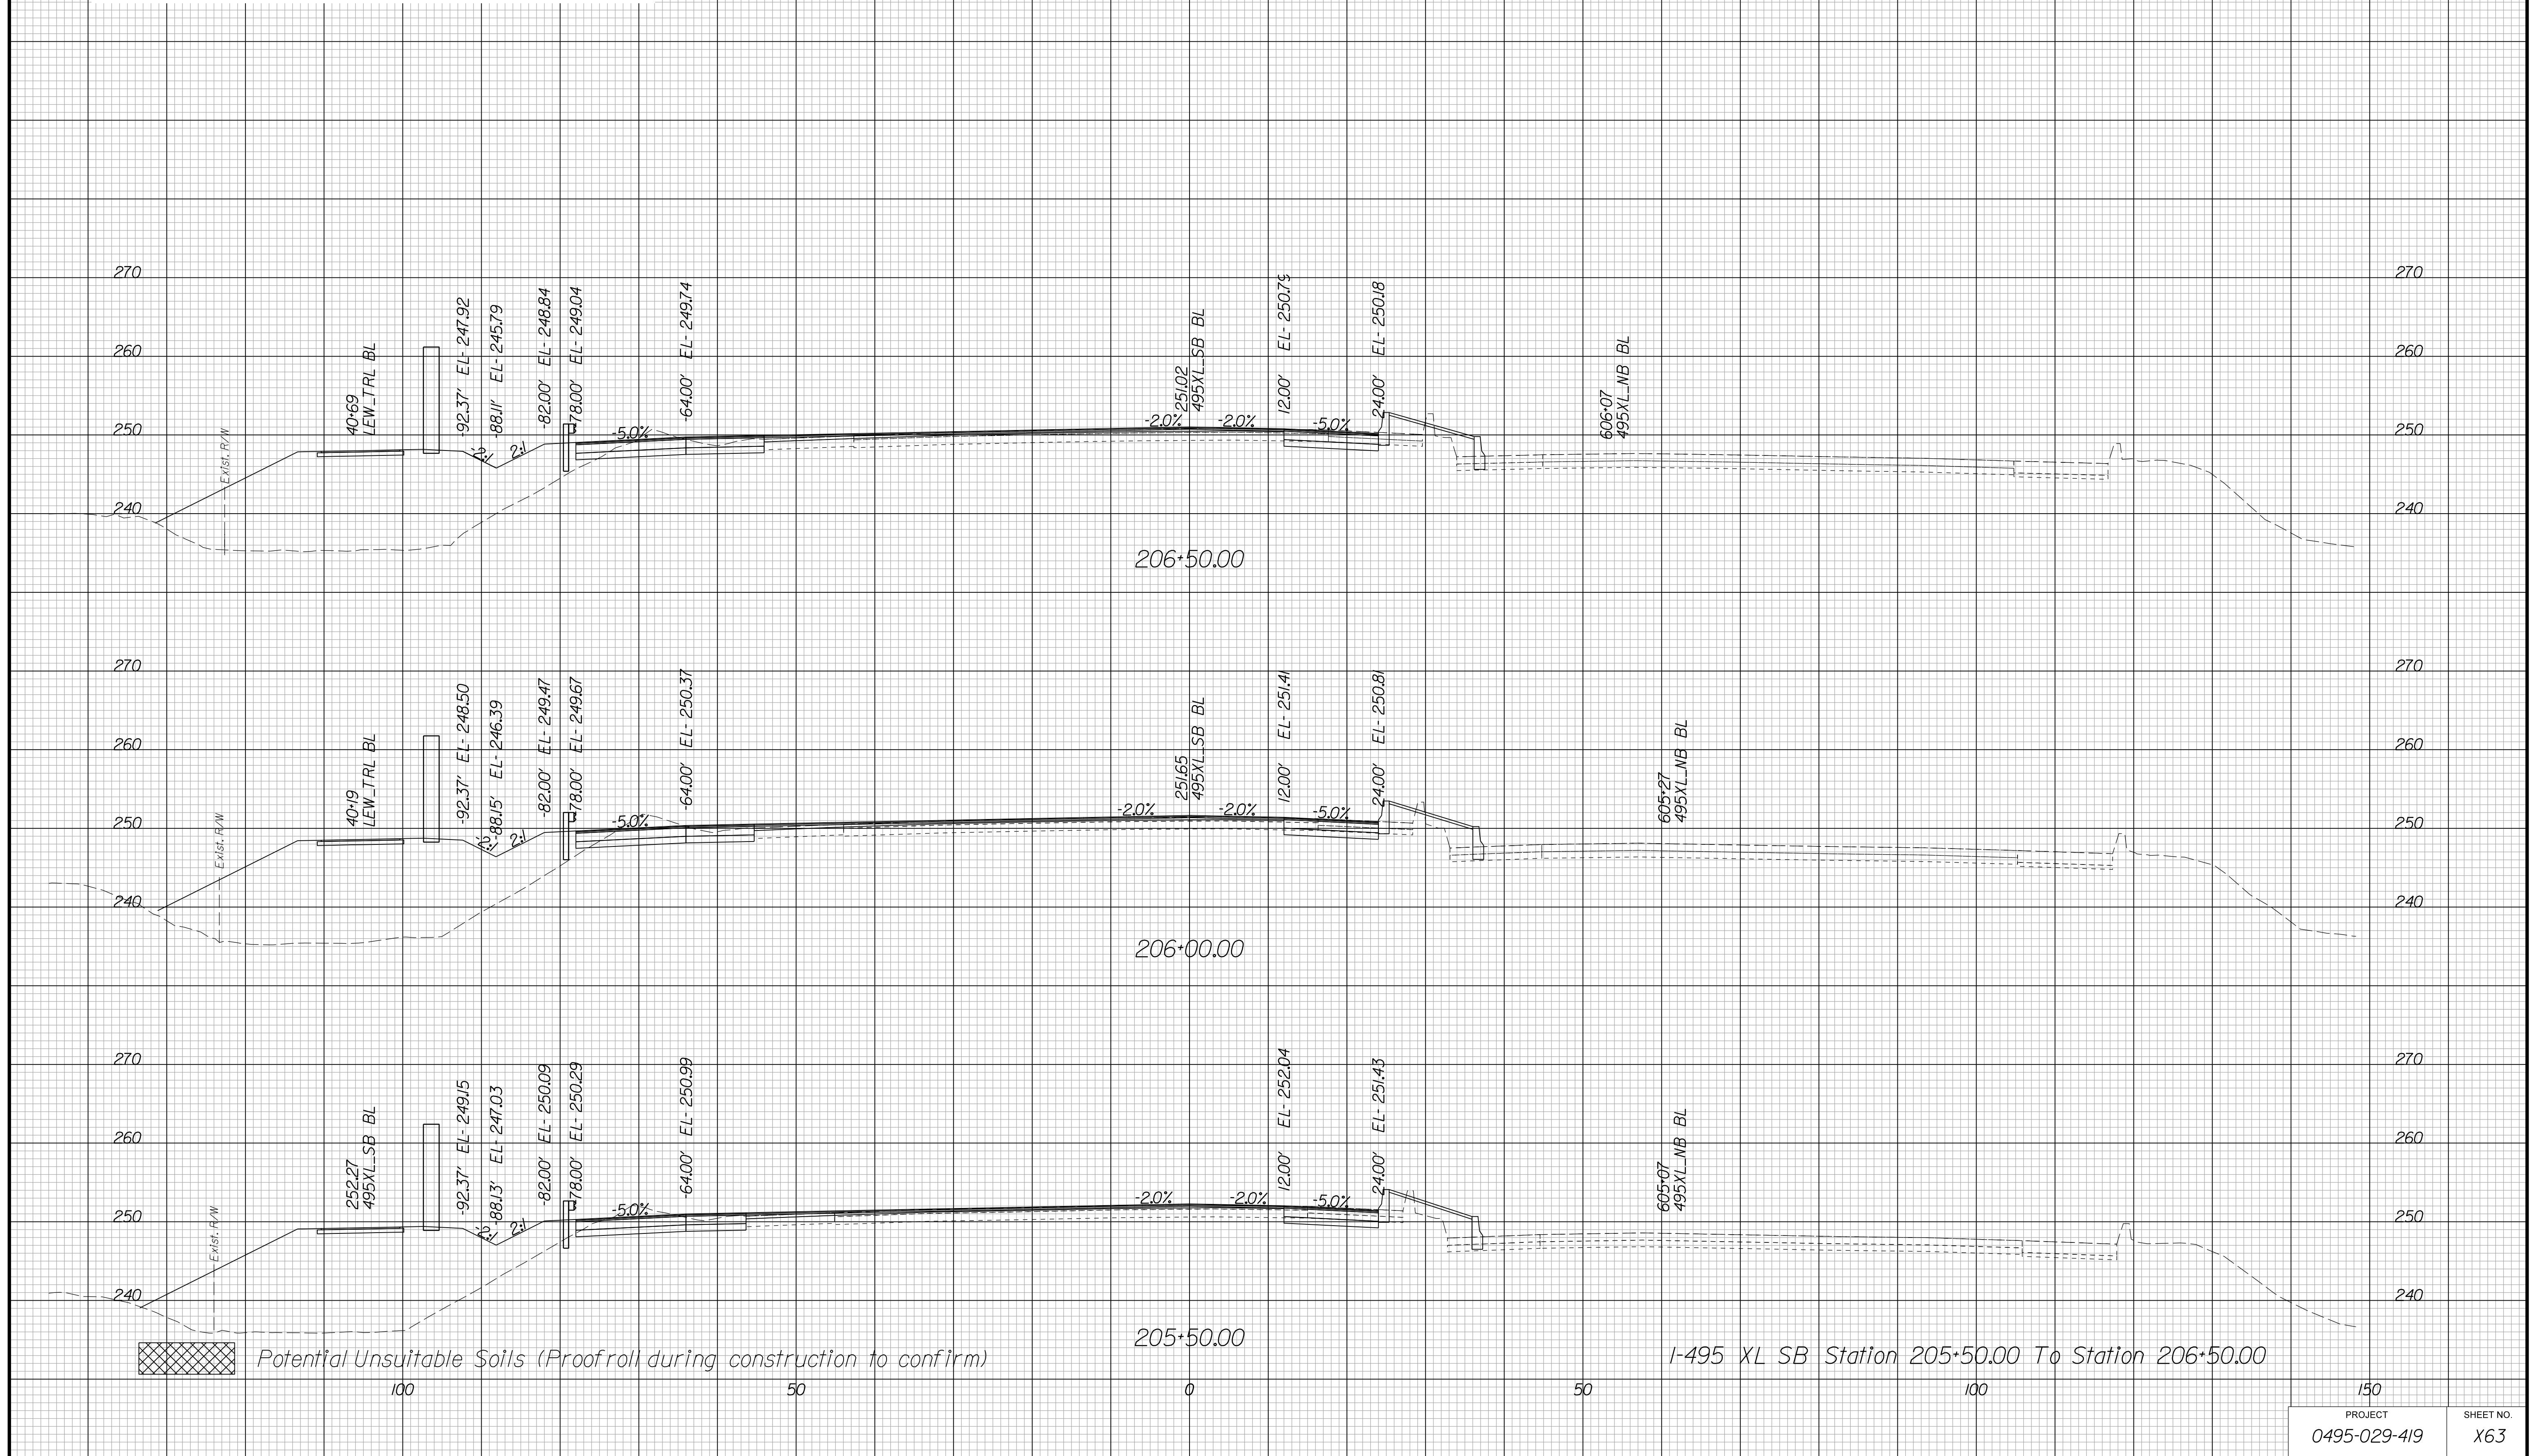 270
270
260
260
250
250
240
240
40+69
LEW_TRL BL
Exist. R/W
-92.37' EL- 247.92
-88.11' EL- 245.79
-82.00' EL- 248.84
-78.00' EL- 249.04
-64.00' EL- 249.74
251.02
495XL_SB BL
12.00' EL- 250.79
24.00' EL- 250.18
606+07
495XL_NB BL
-2:1
2:1
-5.0%
-2.0%
-2.0%
-5.0%
206+50.00
270
270
260
260
250
250
240
240
40+19
LEW_TRL BL
Exist. R/W
-92.37' EL- 248.50
-88.15' EL- 246.39
-82.00' EL- 249.47
-78.00' EL- 249.67
-64.00' EL- 250.37
251.65
495XL_SB BL
12.00' EL- 251.41
24.00' EL- 250.81
605+27
495XL_NB BL
-2:1
2:1
-5.0%
-2.0%
-2.0%
-5.0%
206+00.00
270
270
260
260
250
250
240
240
252.27
495XL_SB BL
Exist. R/W
-92.37' EL- 249.15
-88.13' EL- 247.03
-82.00' EL- 250.09
-78.00' EL- 250.29
-64.00' EL- 250.99
12.00' EL- 252.04
24.00' EL- 251.43
605+07
495XL_NB BL
-2:1
2:1
-5.0%
-2.0%
-2.0%
-5.0%
205+50.00
Potential Unsuitable Soils (Proofroll during construction to confirm)
I-495 XL SB Station 205+50.00 To Station 206+50.00
100
50
0
50
100
150
PROJECT
0495-029-419
SHEET NO.
X63